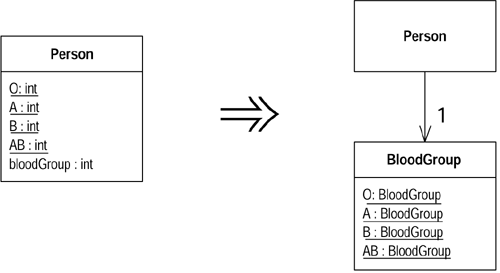 Person
O: int
A : int
B : int
AB : int
bloodGroup : int
Person
1
BloodGroup
O: BloodGroup
A : BloodGroup
B : BloodGroup
AB : BloodGroup